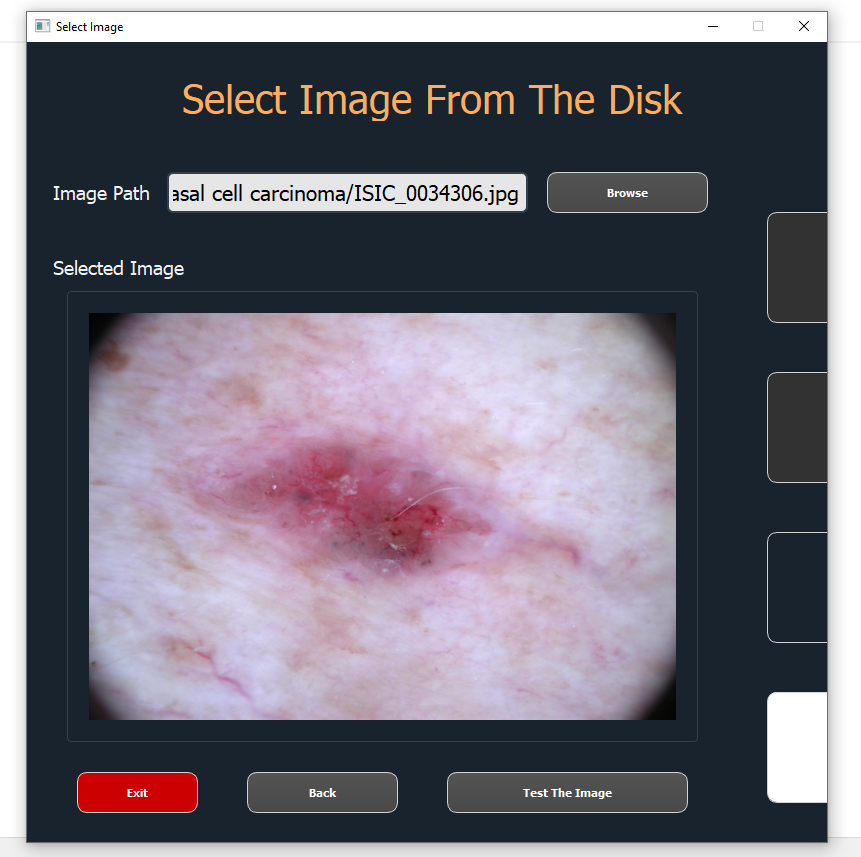 Select Image
Select Image From The Disk
Image Path asal cell carcinoma/ISIC_0034306.jpg Browse
Selected Image
Exit Back Test The Image